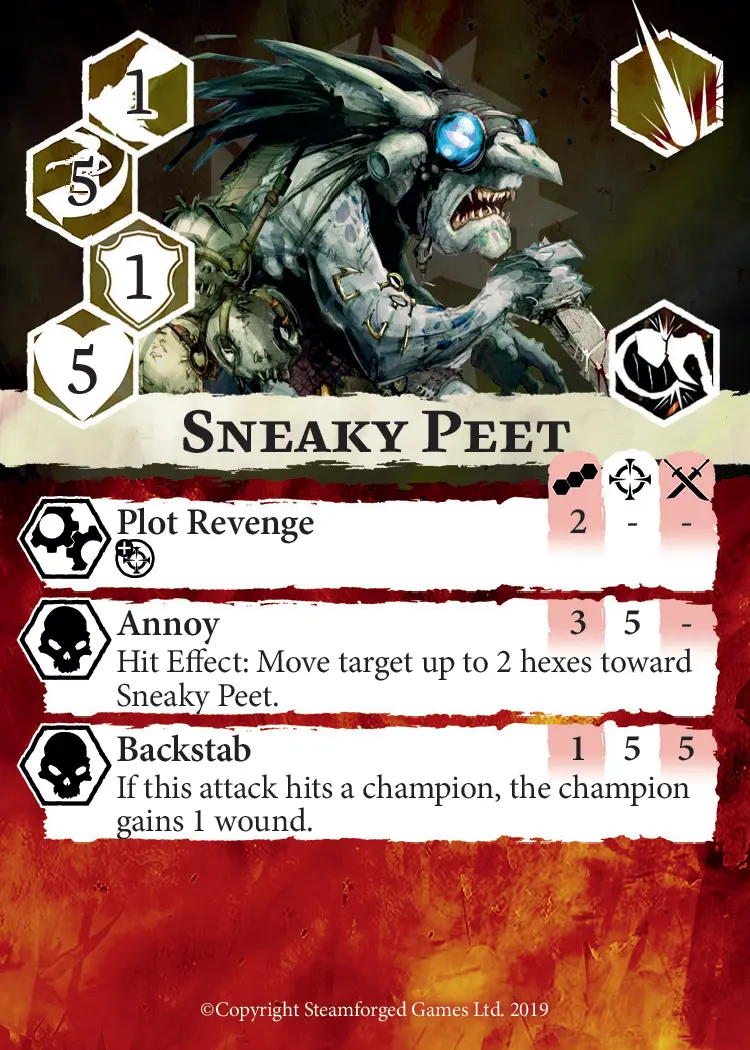 1
5
1
5
Sneaky Peet
Plot Revenge 2 - -
Annoy 3 5 -
Hit Effect: Move target up to 2 hexes toward
Sneaky Peet.
Backstab 1 5 5
If this attack hits a champion, the champion
gains 1 wound.
©Copyright Steamforged Games Ltd. 2019